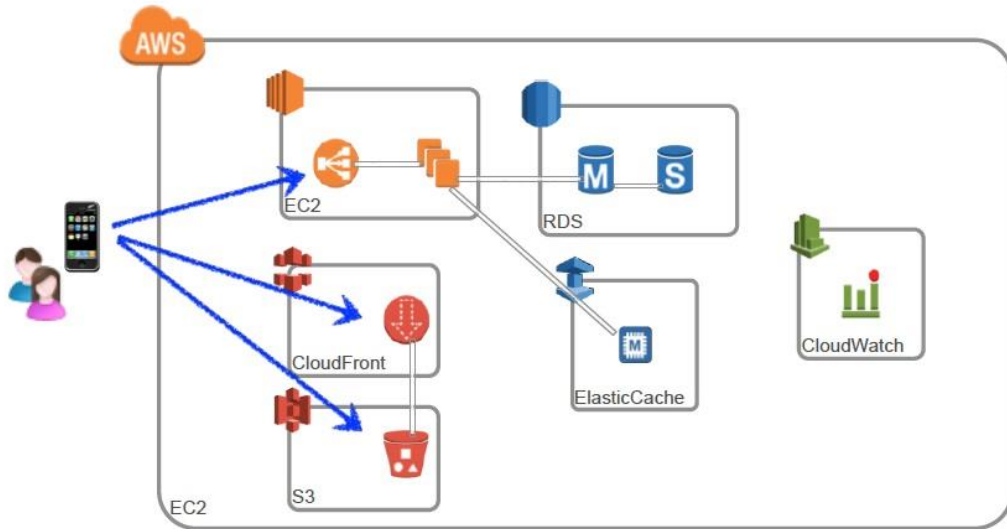 AWS
EC2
M
S
RDS
CloudFront
M
ElasticCache
CloudWatch
S3
EC2